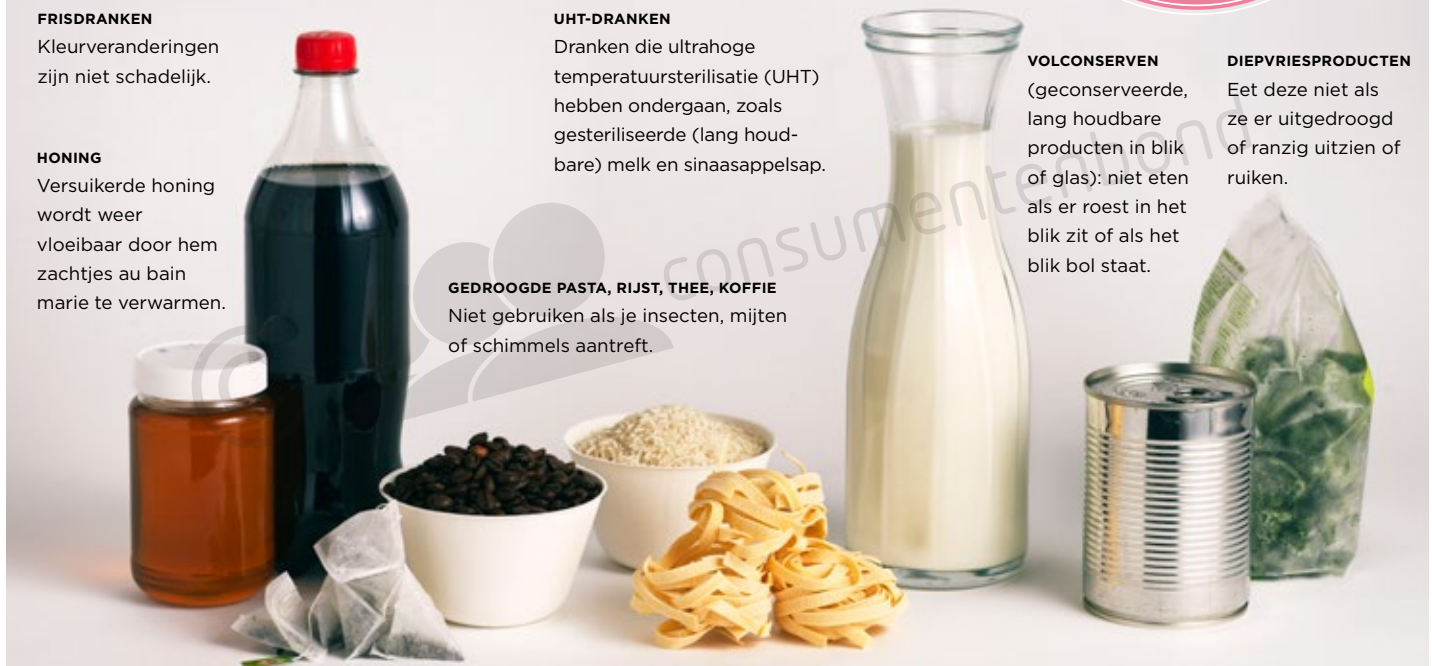 FRISDRANKEN
Kleurveranderingen
zijn niet schadelijk.
HONING
Versuikerde honing
wordt weer
vloeibaar door hem
zachtjes au bain
marie te verwarmen.
UHT-DRANKEN
Dranken die ultrahoge
temperatuursterilisatie (UHT)
hebben ondergaan, zoals
gesteriliseerde (lang houd-
bare) melk en sinaasappelsap.
GEDROOGDE PASTA, RIJST, THEE, KOFFIE
Niet gebruiken als je insecten, mijten
of schimmels aantreft.
VOLCONSERVEN
(geconserveerde,
lang houdbare
producten in blik
of glas): niet eten
als er roest in het
blik zit of als het
blik bol staat.
DIEPVRIESPRODUCTEN
Eet deze niet als
ze er uitgedroogd
of ranzig uitzien of
ruiken.
© consumentenbond